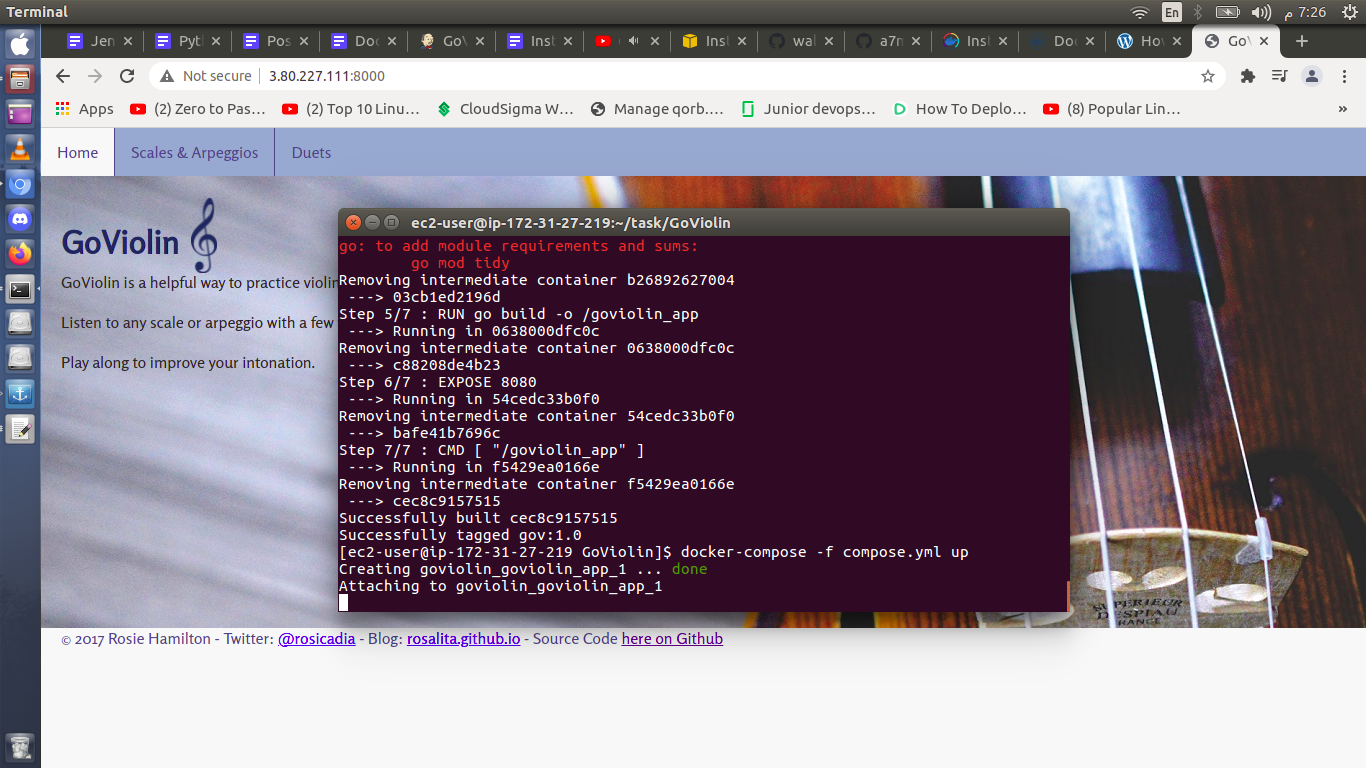 Terminal
En
7:26 م
Jen
Pyt
Pos
Doc
Go
Inst
Inst
wal
a7n
Inst
Doc
Ho
Go
Not secure
3.80.227.111:8000
Apps
(2) Zero to Pas…
(2) Top 10 Linu…
CloudSigma W…
Manage qorb…
Junior devops…
How To Deplo…
(8) Popular Lin…
»
Home
Scales & Arpeggios
Duets
GoViolin
GoViolin is a helpful way to practice violin
Listen to any scale or arpeggio with a few
Play along to improve your intonation.
ec2-user@ip-172-31-27-219:~/task/GoViolin
go: to add module requirements and sums:
go mod tidy
Removing intermediate container b26892627004
---> 03cb1ed2196d
Step 5/7 : RUN go build -o /goviolin_app
---> Running in 0638000dfc0c
Removing intermediate container 0638000dfc0c
---> c88208de4b23
Step 6/7 : EXPOSE 8080
---> Running in 54cedc33b0f0
Removing intermediate container 54cedc33b0f0
---> bafe41b7696c
Step 7/7 : CMD [ "/goviolin_app" ]
---> Running in f5429ea0166e
Removing intermediate container f5429ea0166e
---> cec8c9157515
Successfully built cec8c9157515
Successfully tagged gov:1.0
[ec2-user@ip-172-31-27-219 GoViolin]$ docker-compose -f compose.yml up
Creating goviolin_goviolin_app_1 ... done
Attaching to goviolin_goviolin_app_1
SUPERIEUR
DESPIAU
FRANCE
© 2017 Rosie Hamilton - Twitter: @rosicadia - Blog: rosalita.github.io - Source Code here on Github